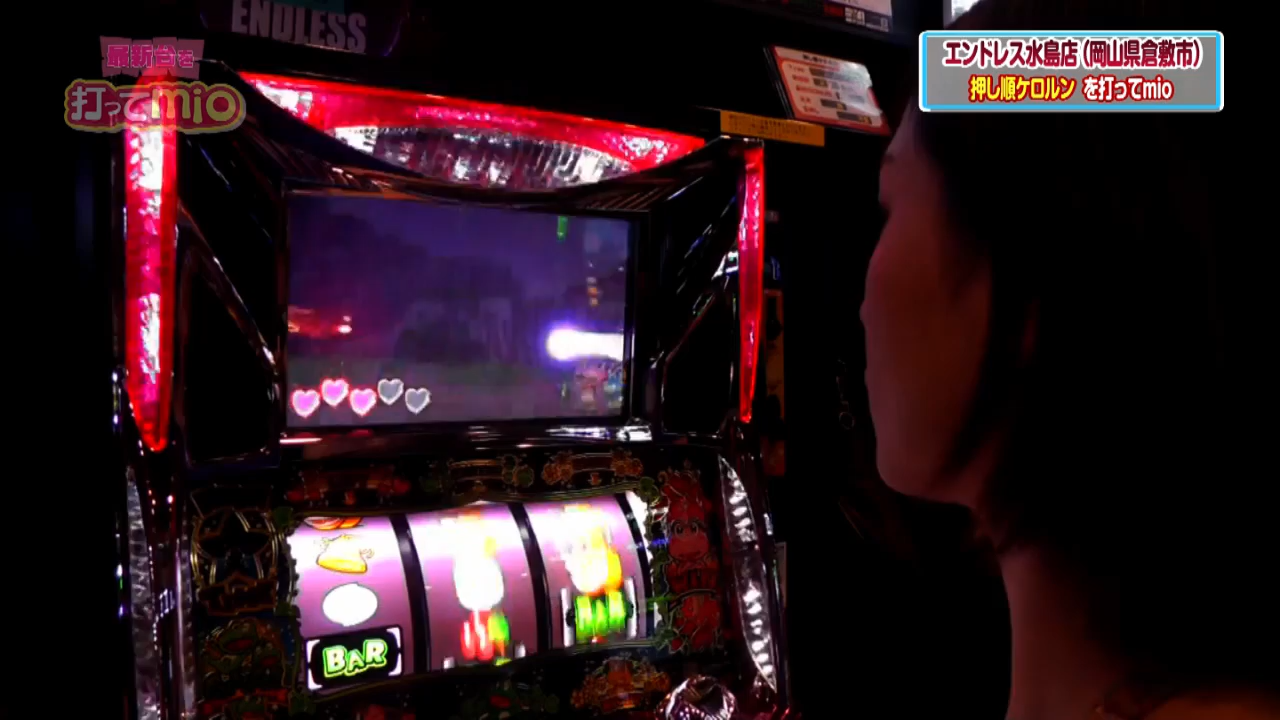 ENDLESS
最新台を
打ってmio
エンドレス水島店(岡山県倉敷市)
押し順ケロルン を打ってmio
BAR
BAR